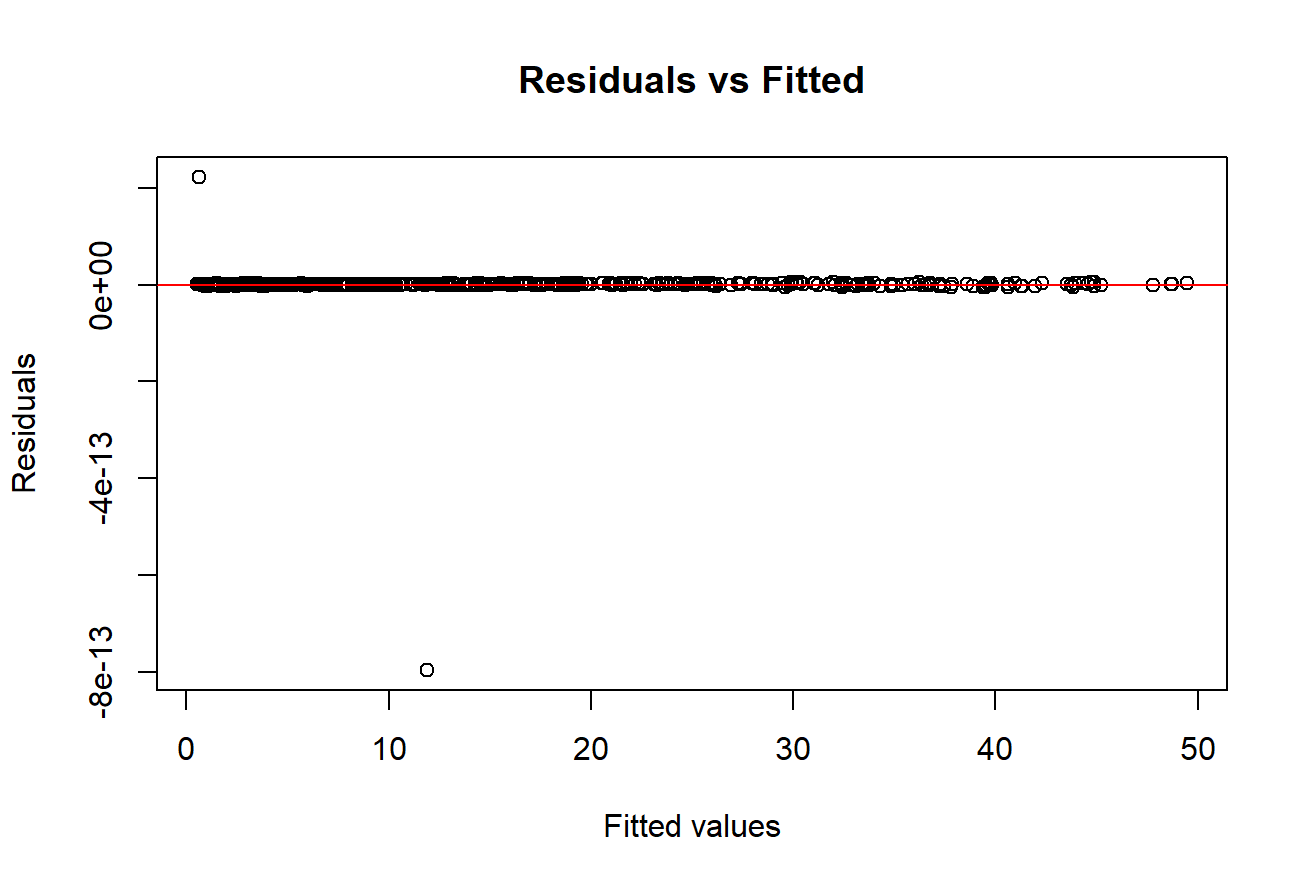 Residuals vs Fitted
Residuals
0e+00
-4e-13
-8e-13
0 10 20 30 40 50
Fitted values